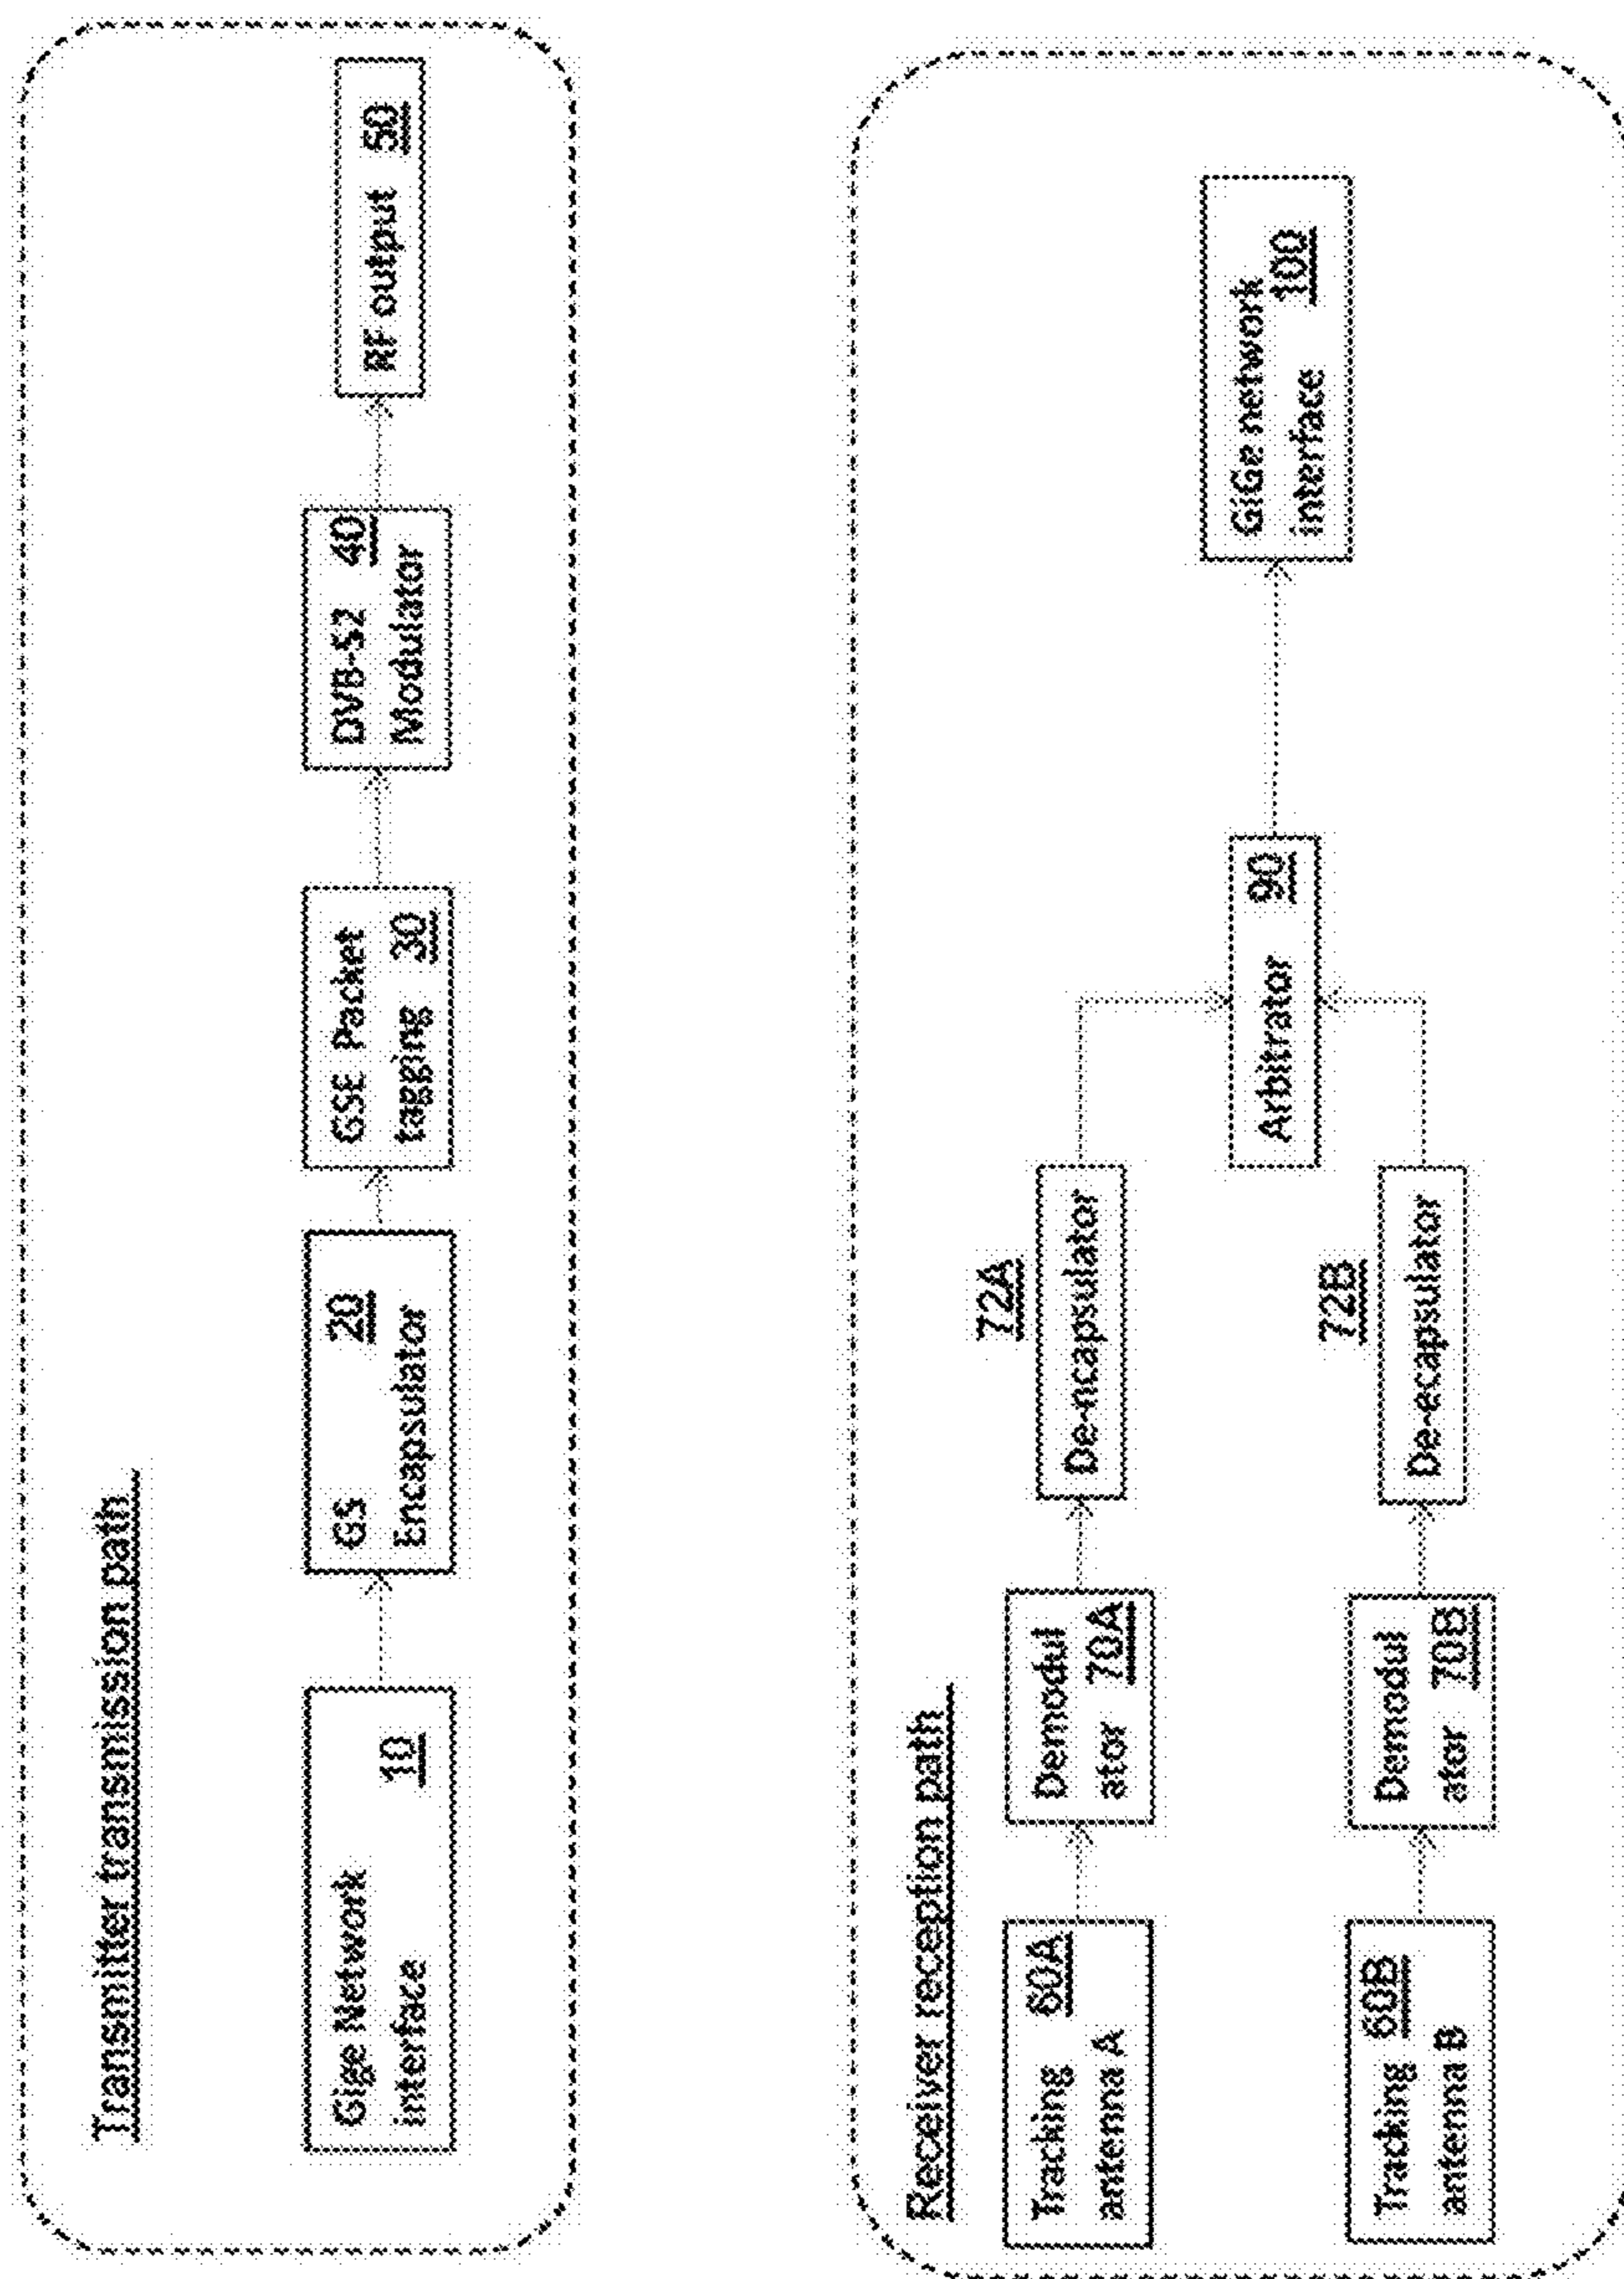 Transmitter transmission path
Gige Network
interface 10
GS 20
Encapsulator
GSE Packet
tagging 30
DVB-S2 40
Modulator
RF output 50
Receiver reception path
Tracking 60A
antenna A
Demodul
ator 70A
72A
De-ncapsulator
Tracking 60B
antenna B
Demodul
ator 70B
72B
De-ecapsulator
Arbitrator 90
GiGe network
interface 100